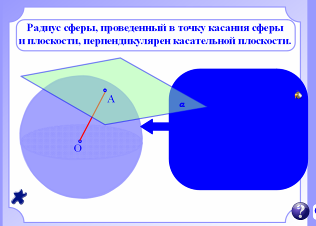 Радиус сферы, проведенный в точку касания сферы
и плоскости, перпендикулярен касательной плоскости.
A
α
O
?